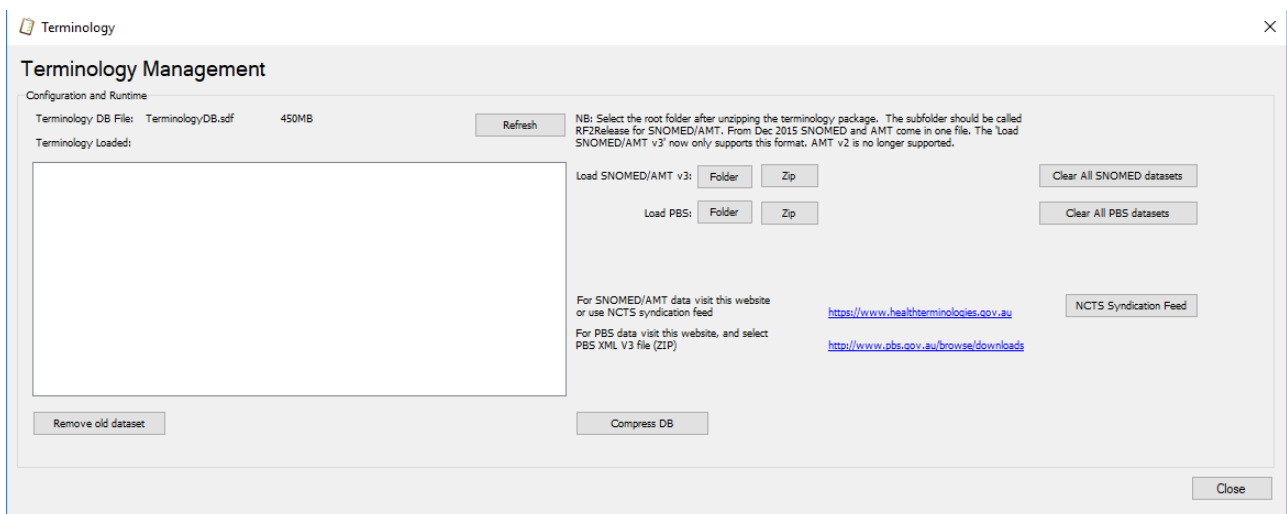 Terminology
Terminology Management
Configuration and Runtime
Terminology DB File: TerminologyDB.sdf 450MB
Refresh
Terminology Loaded:
NB: Select the root folder after unzipping the terminology package. The subfolder should be called
RF2Release for SNOMED/AMT. From Dec 2015 SNOMED and AMT come in one file. The 'Load
SNOMED/AMT v3' now only supports this format. AMT v2 is no longer supported.
Load SNOMED/AMT v3: Folder Zip Clear All SNOMED datasets
Load PBS: Folder Zip Clear All PBS datasets
For SNOMED/AMT data visit this website
or use NCTS syndication feed
https://www.healthterminologies.gov.au
NCTS Syndication Feed
For PBS data visit this website, and select
PBS XML V3 file (ZIP)
http://www.pbs.gov.au/browse/downloads
Remove old dataset
Compress DB
Close